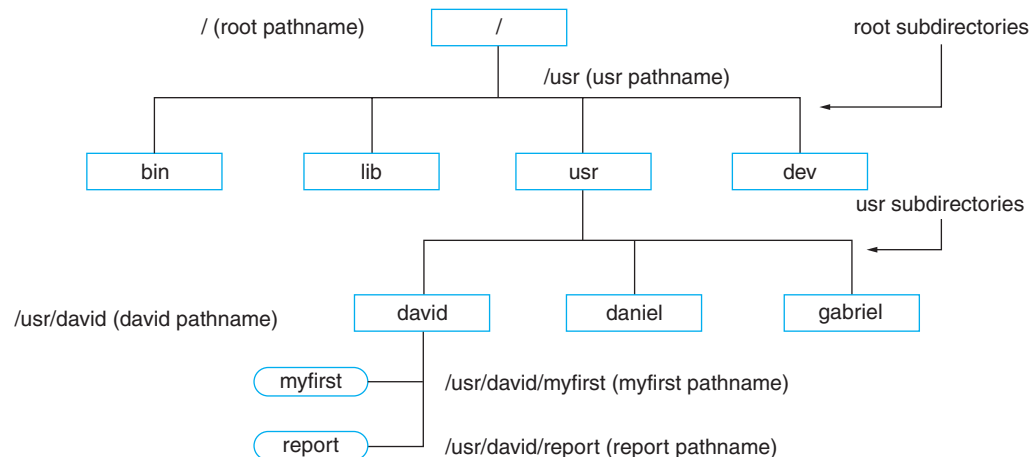 / (root pathname)
/
root subdirectories
/usr (usr pathname)
bin
lib
usr
dev
usr subdirectories
/usr/david (david pathname)
david
daniel
gabriel
myfirst
/usr/david/myfirst (myfirst pathname)
report
/usr/david/report (report pathname)